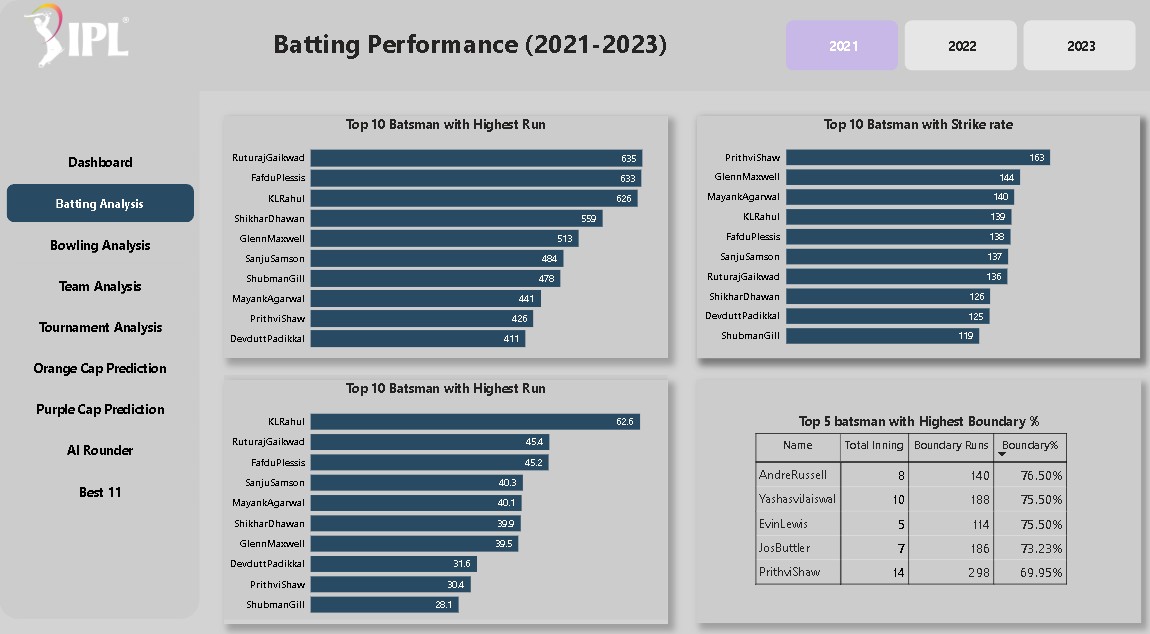 IPL
Batting Performance (2021-2023)
2021
2022
2023
Dashboard
Batting Analysis
Bowling Analysis
Team Analysis
Tournament Analysis
Orange Cap Prediction
Purple Cap Prediction
Al Rounder
Best 11
Top 10 Batsman with Highest Run
RuturajGaikwad 635
FafduPlessis 633
KLRahul 626
ShikharDhawan 559
GlennMaxwell 513
SanjuSamson 484
ShubmanGill 478
MayankAgarwal 441
PrithviShaw 426
DevduttPadikkal 411
Top 10 Batsman with Strike rate
PrithviShaw 163
GlennMaxwell 144
MayankAgarwal 140
KLRahul 139
FafduPlessis 138
SanjuSamson 137
RuturajGaikwad 136
ShikharDhawan 126
DevduttPadikkal 125
ShubmanGill 119
Top 10 Batsman with Highest Run
KLRahul 62.6
RuturajGaikwad 45.4
FafduPlessis 45.2
SanjuSamson 40.3
MayankAgarwal 40.1
ShikharDhawan 39.9
GlennMaxwell 39.5
DevduttPadikkal 31.6
PrithviShaw 30.4
ShubmanGill 28.1
Top 5 batsman with Highest Boundary %
Name Total Inning Boundary Runs Boundary%
AndreRussell 8 140 76.50%
YashasviJaiswal 10 188 75.50%
EvinLewis 5 114 75.50%
JosButtler 7 186 73.23%
PrithviShaw 14 298 69.95%